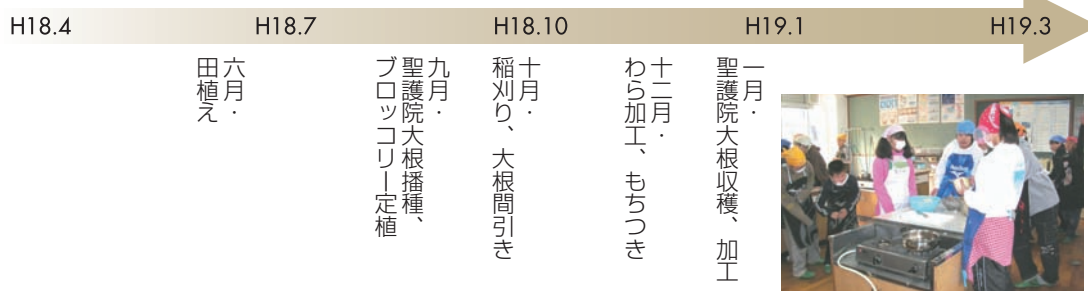 H18.4
H18.7
H18.10
H19.1
H19.3
六月・
田植え
九月・
聖護院大根播種、
ブロッコリー定植
十月・
稲刈り、大根間引き
十二月・
わら加工、もちつき
一月・
聖護院大根収穫、加工